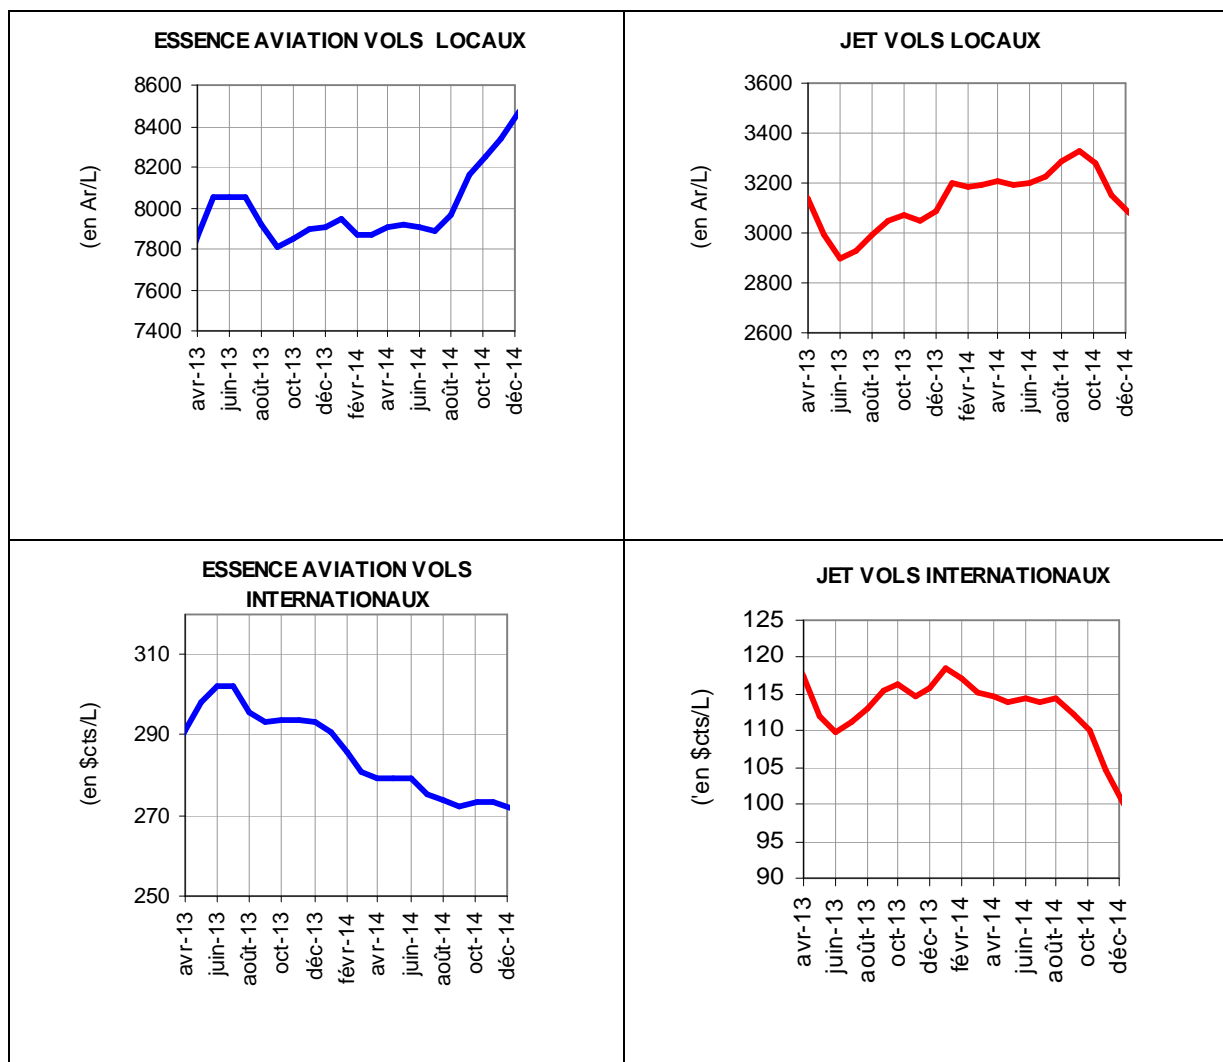 ESSENCE AVIATION VOLS LOCAUX
(en Ar/L)
8600
8400
8200
8000
7800
7600
7400
avr-13
juin-13
août-13
oct-13
déc-13
févr-14
avr-14
juin-14
août-14
oct-14
déc-14
JET VOLS LOCAUX
(en Ar/L)
3600
3400
3200
3000
2800
2600
avr-13
juin-13
août-13
oct-13
déc-13
févr-14
avr-14
juin-14
août-14
oct-14
déc-14
ESSENCE AVIATION VOLS
INTERNATIONAUX
(en $cts/L)
310
290
270
250
avr-13
juin-13
août-13
oct-13
déc-13
févr-14
avr-14
juin-14
août-14
oct-14
déc-14
JET VOLS INTERNATIONAUX
('en $cts/L)
125
120
115
110
105
100
95
90
avr-13
juin-13
août-13
oct-13
déc-13
févr-14
avr-14
juin-14
août-14
oct-14
déc-14